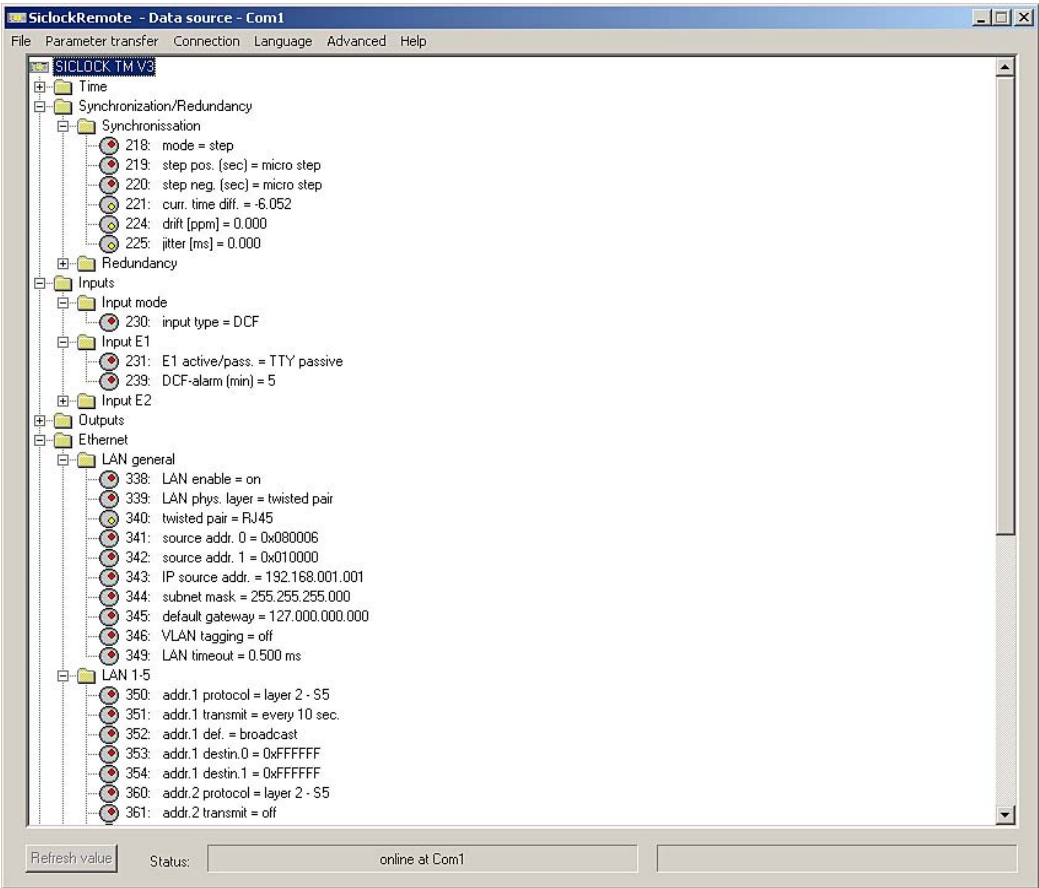 SiclockRemote - Data source - Com1
File Parameter transfer Connection Language Advanced Help
SICLOCK TM V3
Time
Synchronization/Redundancy
Synchronissation
218: mode = step
219: step pos. (sec) = micro step
220: step neg. (sec) = micro step
221: curr. time diff. = -6.052
224: drift [ppm] = 0.000
225: jitter [ms] = 0.000
Redundancy
Inputs
Input mode
230: input type = DCF
Input E1
231: E1 active/pass. = TTY passive
239: DCF-alarm (min) = 5
Input E2
Outputs
Ethernet
LAN general
338: LAN enable = on
339: LAN phys. layer = twisted pair
340: twisted pair = RJ45
341: source addr. 0 = 0x080006
342: source addr. 1 = 0x010000
343: IP source addr. = 192.168.001.001
344: subnet mask = 255.255.255.000
345: default gateway = 127.000.000.000
346: VLAN tagging = off
349: LAN timeout = 0.500 ms
LAN 1-5
350: addr.1 protocol = layer 2 - S5
351: addr.1 transmit = every 10 sec.
352: addr.1 def. = broadcast
353: addr.1 destin.0 = 0xFFFFFF
354: addr.1 destin.1 = 0xFFFFFF
360: addr.2 protocol = layer 2 - S5
361: addr.2 transmit = off
Refresh value Status: online at Com1